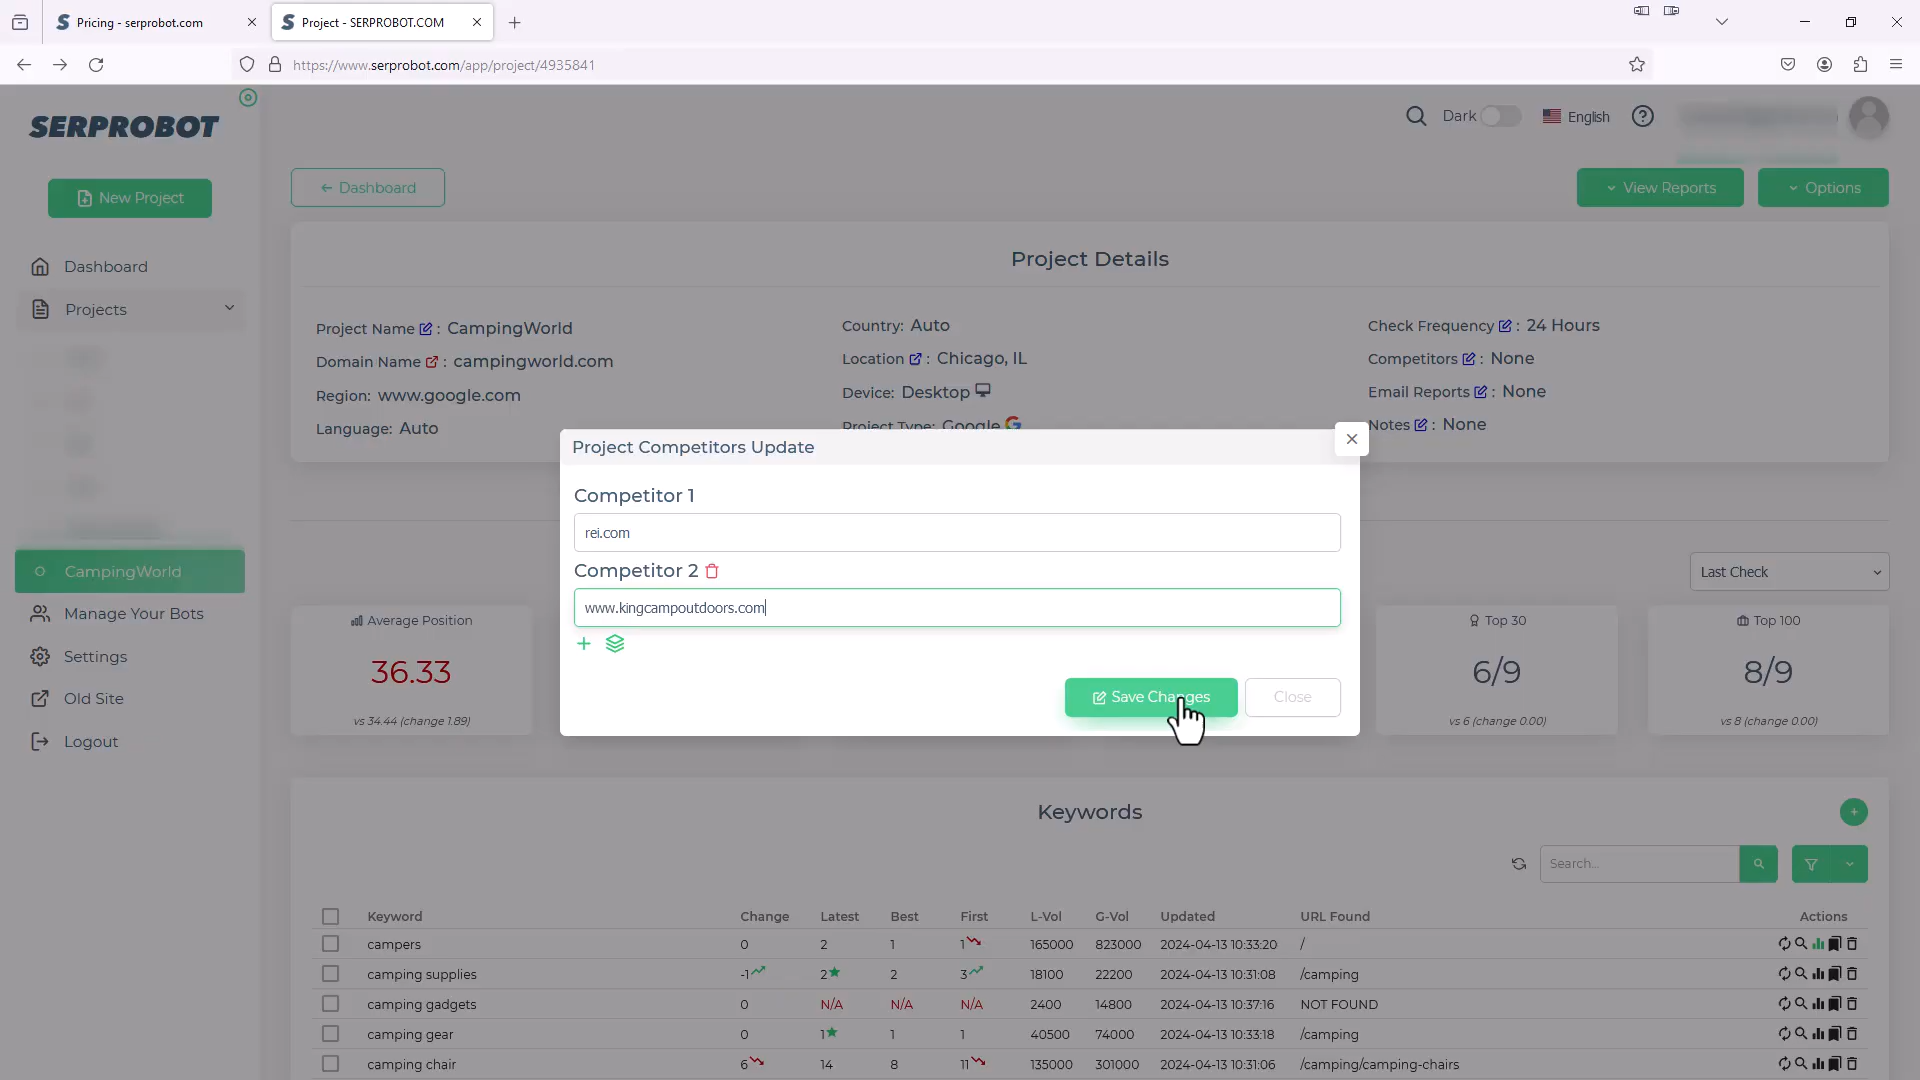 Pricing - serprobot.com
Project - SERPROBOT.COM
https://www.serprobot.com/app/project/4935841
SERPROBOT
Dark
English
New Project
Dashboard
View Reports
Options
Dashboard
Projects
CampingWorld
Manage Your Bots
Settings
Old Site
Logout
Project Details
Project Name : CampingWorld
Domain Name : campingworld.com
Region: www.google.com
Language: Auto
Country: Auto
Location : Chicago, IL
Device: Desktop
Project Type: Google
Check Frequency : 24 Hours
Competitors : None
Email Reports : None
Notes : None
Project Competitors Update
Competitor 1
rei.com
Competitor 2
www.kingcampoutdoors.com
Save Changes
Close
Last Check
Average Position
36.33
vs 34.44 (change 1.89)
Top 30
6/9
vs 6 (change 0.00)
Top 100
8/9
vs 8 (change 0.00)
Keywords
Search...
Keyword Change Latest Best First L-Vol G-Vol Updated URL Found Actions
campers 0 2 1 1 165000 823000 2024-04-13 10:33:20 /
camping supplies -1 2 2 3 18100 22200 2024-04-13 10:31:08 /camping
camping gadgets 0 N/A N/A N/A 2400 14800 2024-04-13 10:37:16 NOT FOUND
camping gear 0 1 1 1 40500 74000 2024-04-13 10:33:18 /camping
camping chair 6 14 8 11 135000 301000 2024-04-13 10:31:06 /camping/camping-chairs